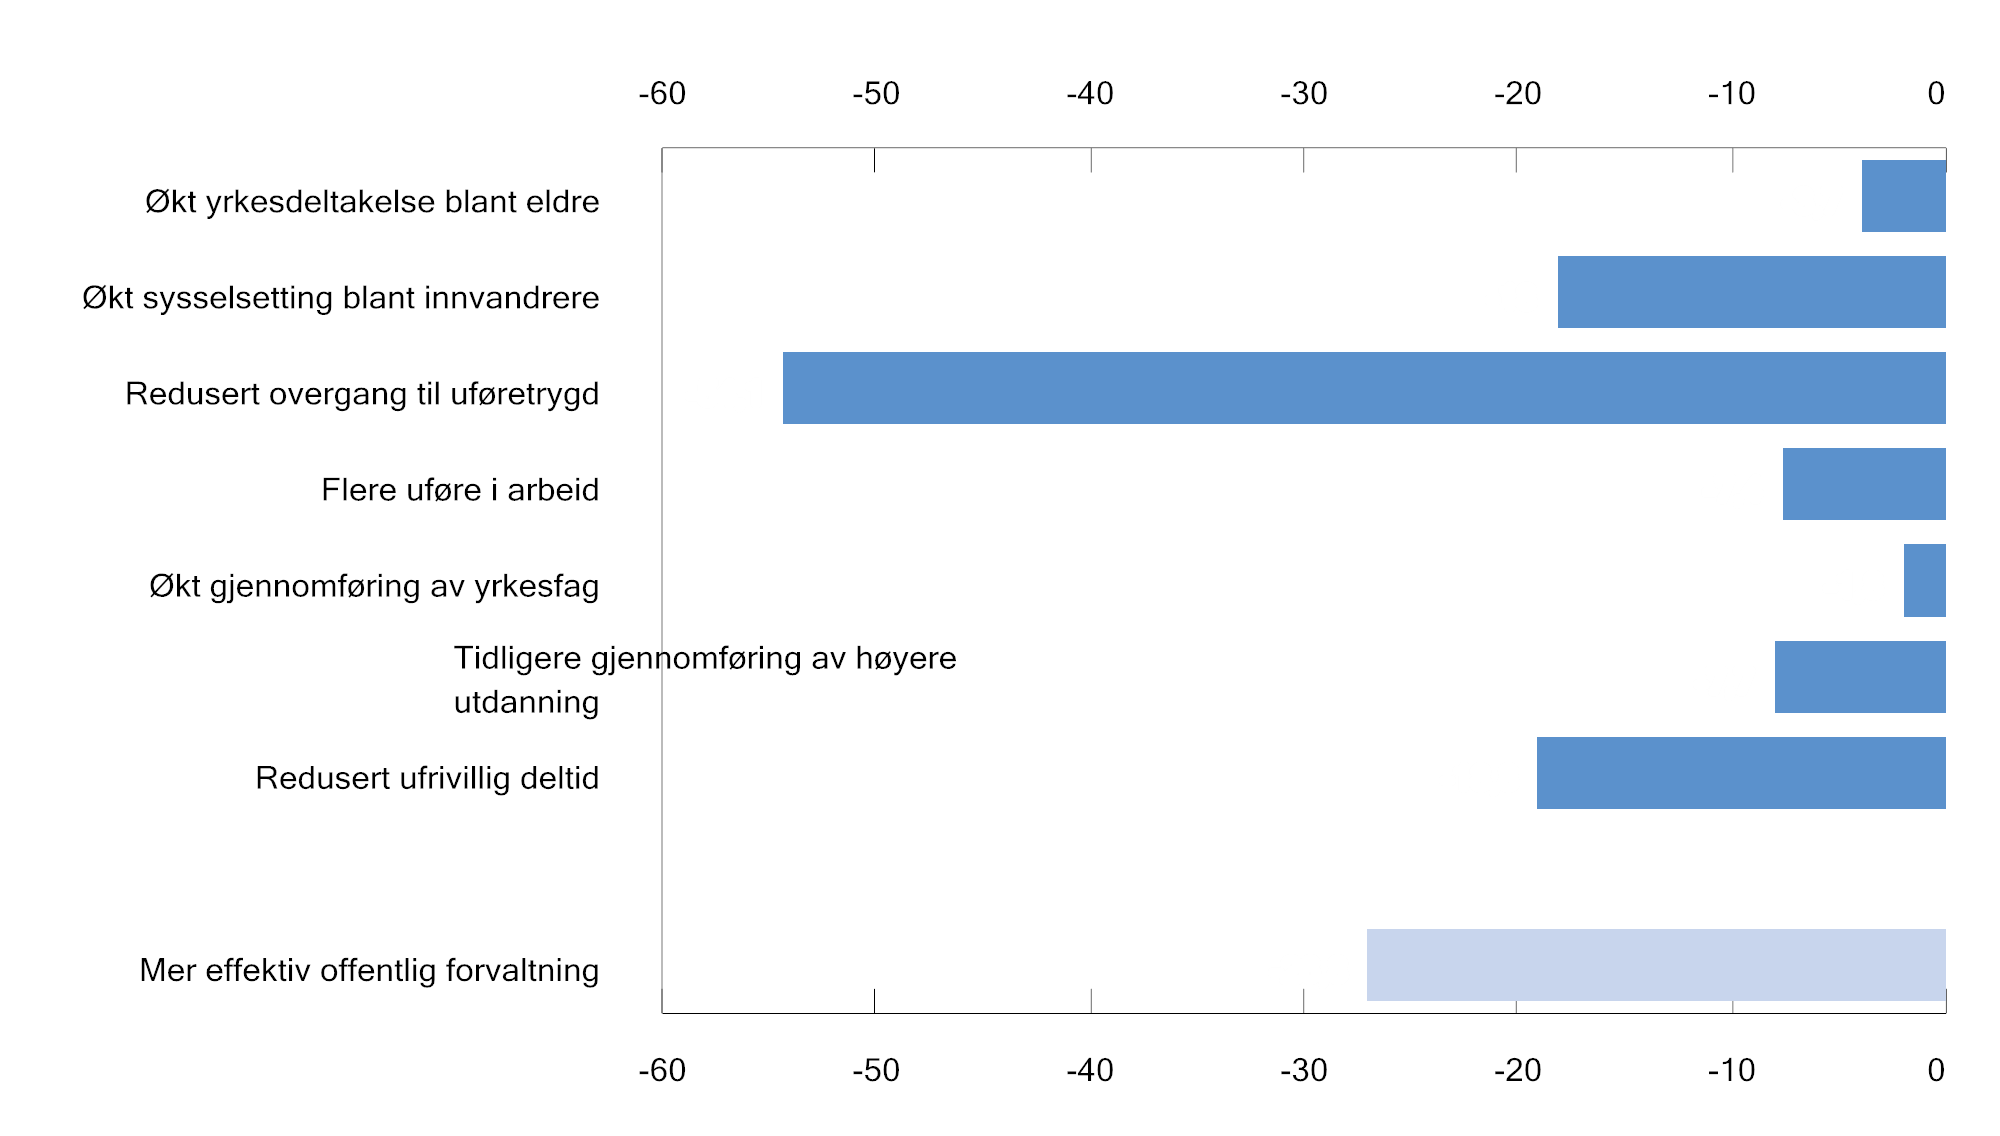 -60 -50 -40 -30 -20 -10 0
Økt yrkesdeltakelse blant eldre
Økt sysselsetting blant innvandrere
Redusert overgang til uføretrygd
Flere uføre i arbeid
Økt gjennomføring av yrkesfag
Tidligere gjennomføring av høyere
utdanning
Redusert ufrivillig deltid
Mer effektiv offentlig forvaltning
-60 -50 -40 -30 -20 -10 0